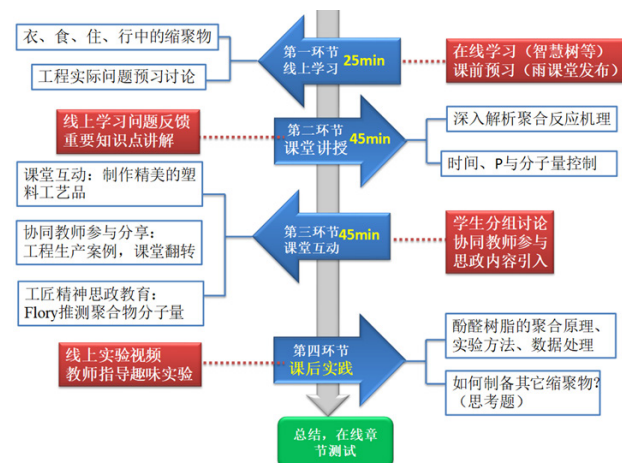 衣、食、住、行中的缩聚物
工程实际问题预习讨论
第一环节
线上学习
25min
在线学习（智慧树等）
课前预习（雨课堂发布）
线上学习问题反馈
重要知识点讲解
第二环节
课堂讲授
45min
深入解析聚合反应机理
时间、P与分子量控制
课堂互动：制作精美的塑
料工艺品
协同教师参与分享：
工程生产案例，课堂翻转
工匠精神思政教育：
Flory推测聚合物分子量
第三环节
课堂互动
45min
学生分组讨论
协同教师参与
思政内容引入
线上实验视频
教师指导趣味实验
第四环节
课后实践
酚醛树脂的聚合原理、
实验方法、数据处理
如何制备其它缩聚物?
（思考题）
总结，在线章
节测试